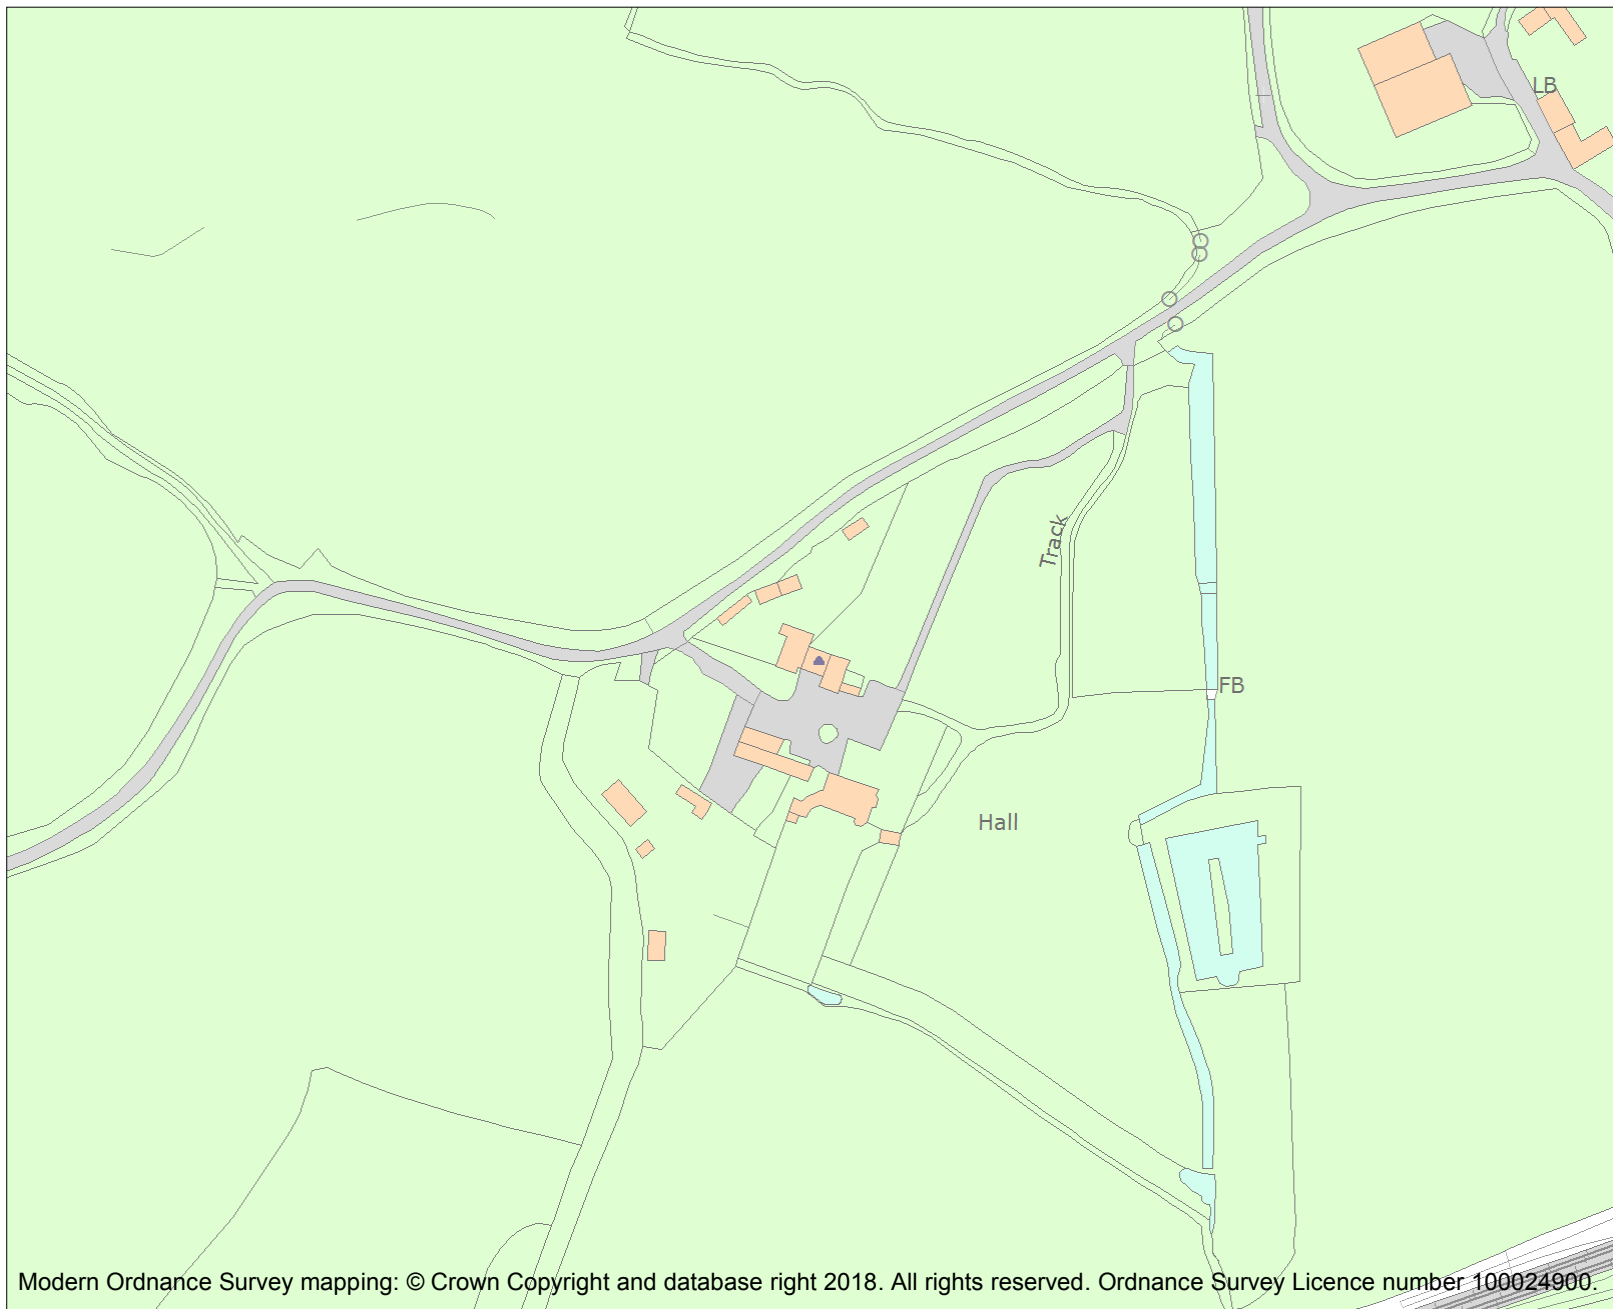 LB
Track
FB
Hall
Modern Ordnance Survey mapping: © Crown Copyright and database right 2018. All rights reserved. Ordnance Survey Licence number 100024900.